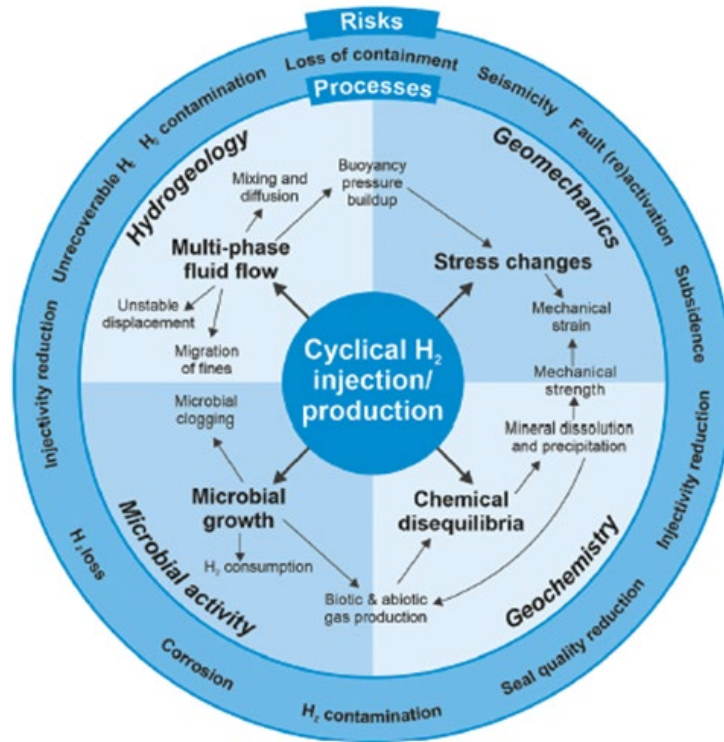 Risks
Loss of containment
Seismicity
Fault (re)activation
Subsidence
Injectivity reduction
Seal quality reduction
H₂ contamination
Corrosion
H₂ loss
Injectivity reduction
Unrecoverable H₂
H₂ contamination
Processes
Hydrogeology
Mixing and
diffusion
Buoyancy
pressure
buildup
Multi-phase
fluid flow
Unstable
displacement
Migration
of fines
Geomechanics
Stress changes
Mechanical
strain
Mechanical
strength
Cyclical H₂
injection/
production
Microbial
clogging
Microbial
growth
H₂ consumption
Microbial activity
Mineral dissolution
and precipitation
Chemical
disequilibria
Biotic & abiotic
gas production
Geochemistry